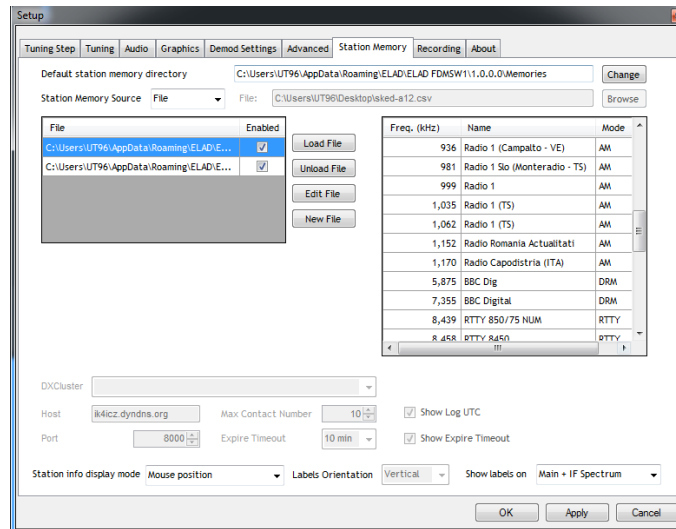 Setup
Tuning Step Tuning Audio Graphics Demod Settings Advanced Station Memory Recording About
Default station memory directory C:\Users\UT96\AppData\Roaming\ELAD\ELAD FDMSW1\1.0.0.0\Memories Change
Station Memory Source File File: C:\Users\UT96\Desktop\sked-a12.csv Browse
File Enabled
C:\Users\UT96\AppData\Roaming\ELAD\E...
C:\Users\UT96\AppData\Roaming\ELAD\E...
Load File
Unload File
Edit File
New File
Freq. (kHz) Name Mode
936 Radio 1 (Campalto - VE) AM
981 Radio 1 Slo (Monteradio - TS) AM
999 Radio 1 AM
1,035 Radio 1 (TS) AM
1,062 Radio 1 (TS) AM
1,152 Radio Romania Actualitati AM
1,170 Radio Capodistria (ITA) AM
5,875 BBC Dig DRM
7,355 BBC Digital DRM
8,439 RTTY 850/75 NUM RTTY
8,458 RTTY 8450 RTTY
DXCluster
Host ik4icz.dyndns.org Max Contact Number 10 Show Log UTC
Port 8000 Expire Timeout 10 min Show Expire Timeout
Station info display mode Mouse position Labels Orientation Vertical Show labels on Main + IF Spectrum
OK Apply Cancel